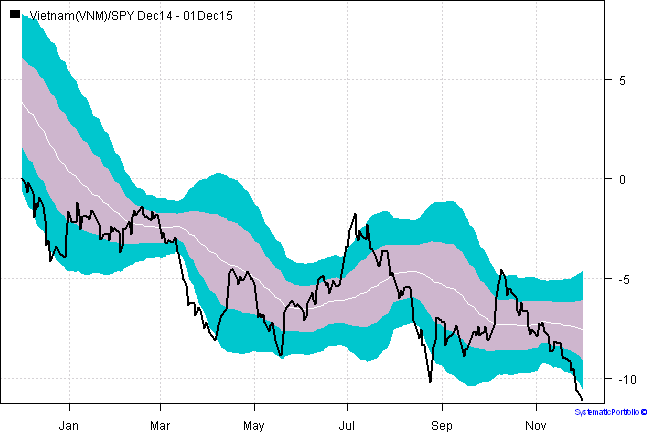 Vietnam(VNM)/SPY Dec14 - 01Dec15
5
0
-5
-10
Jan Mar May Jul Sep Nov
SystematicPortfolio ©